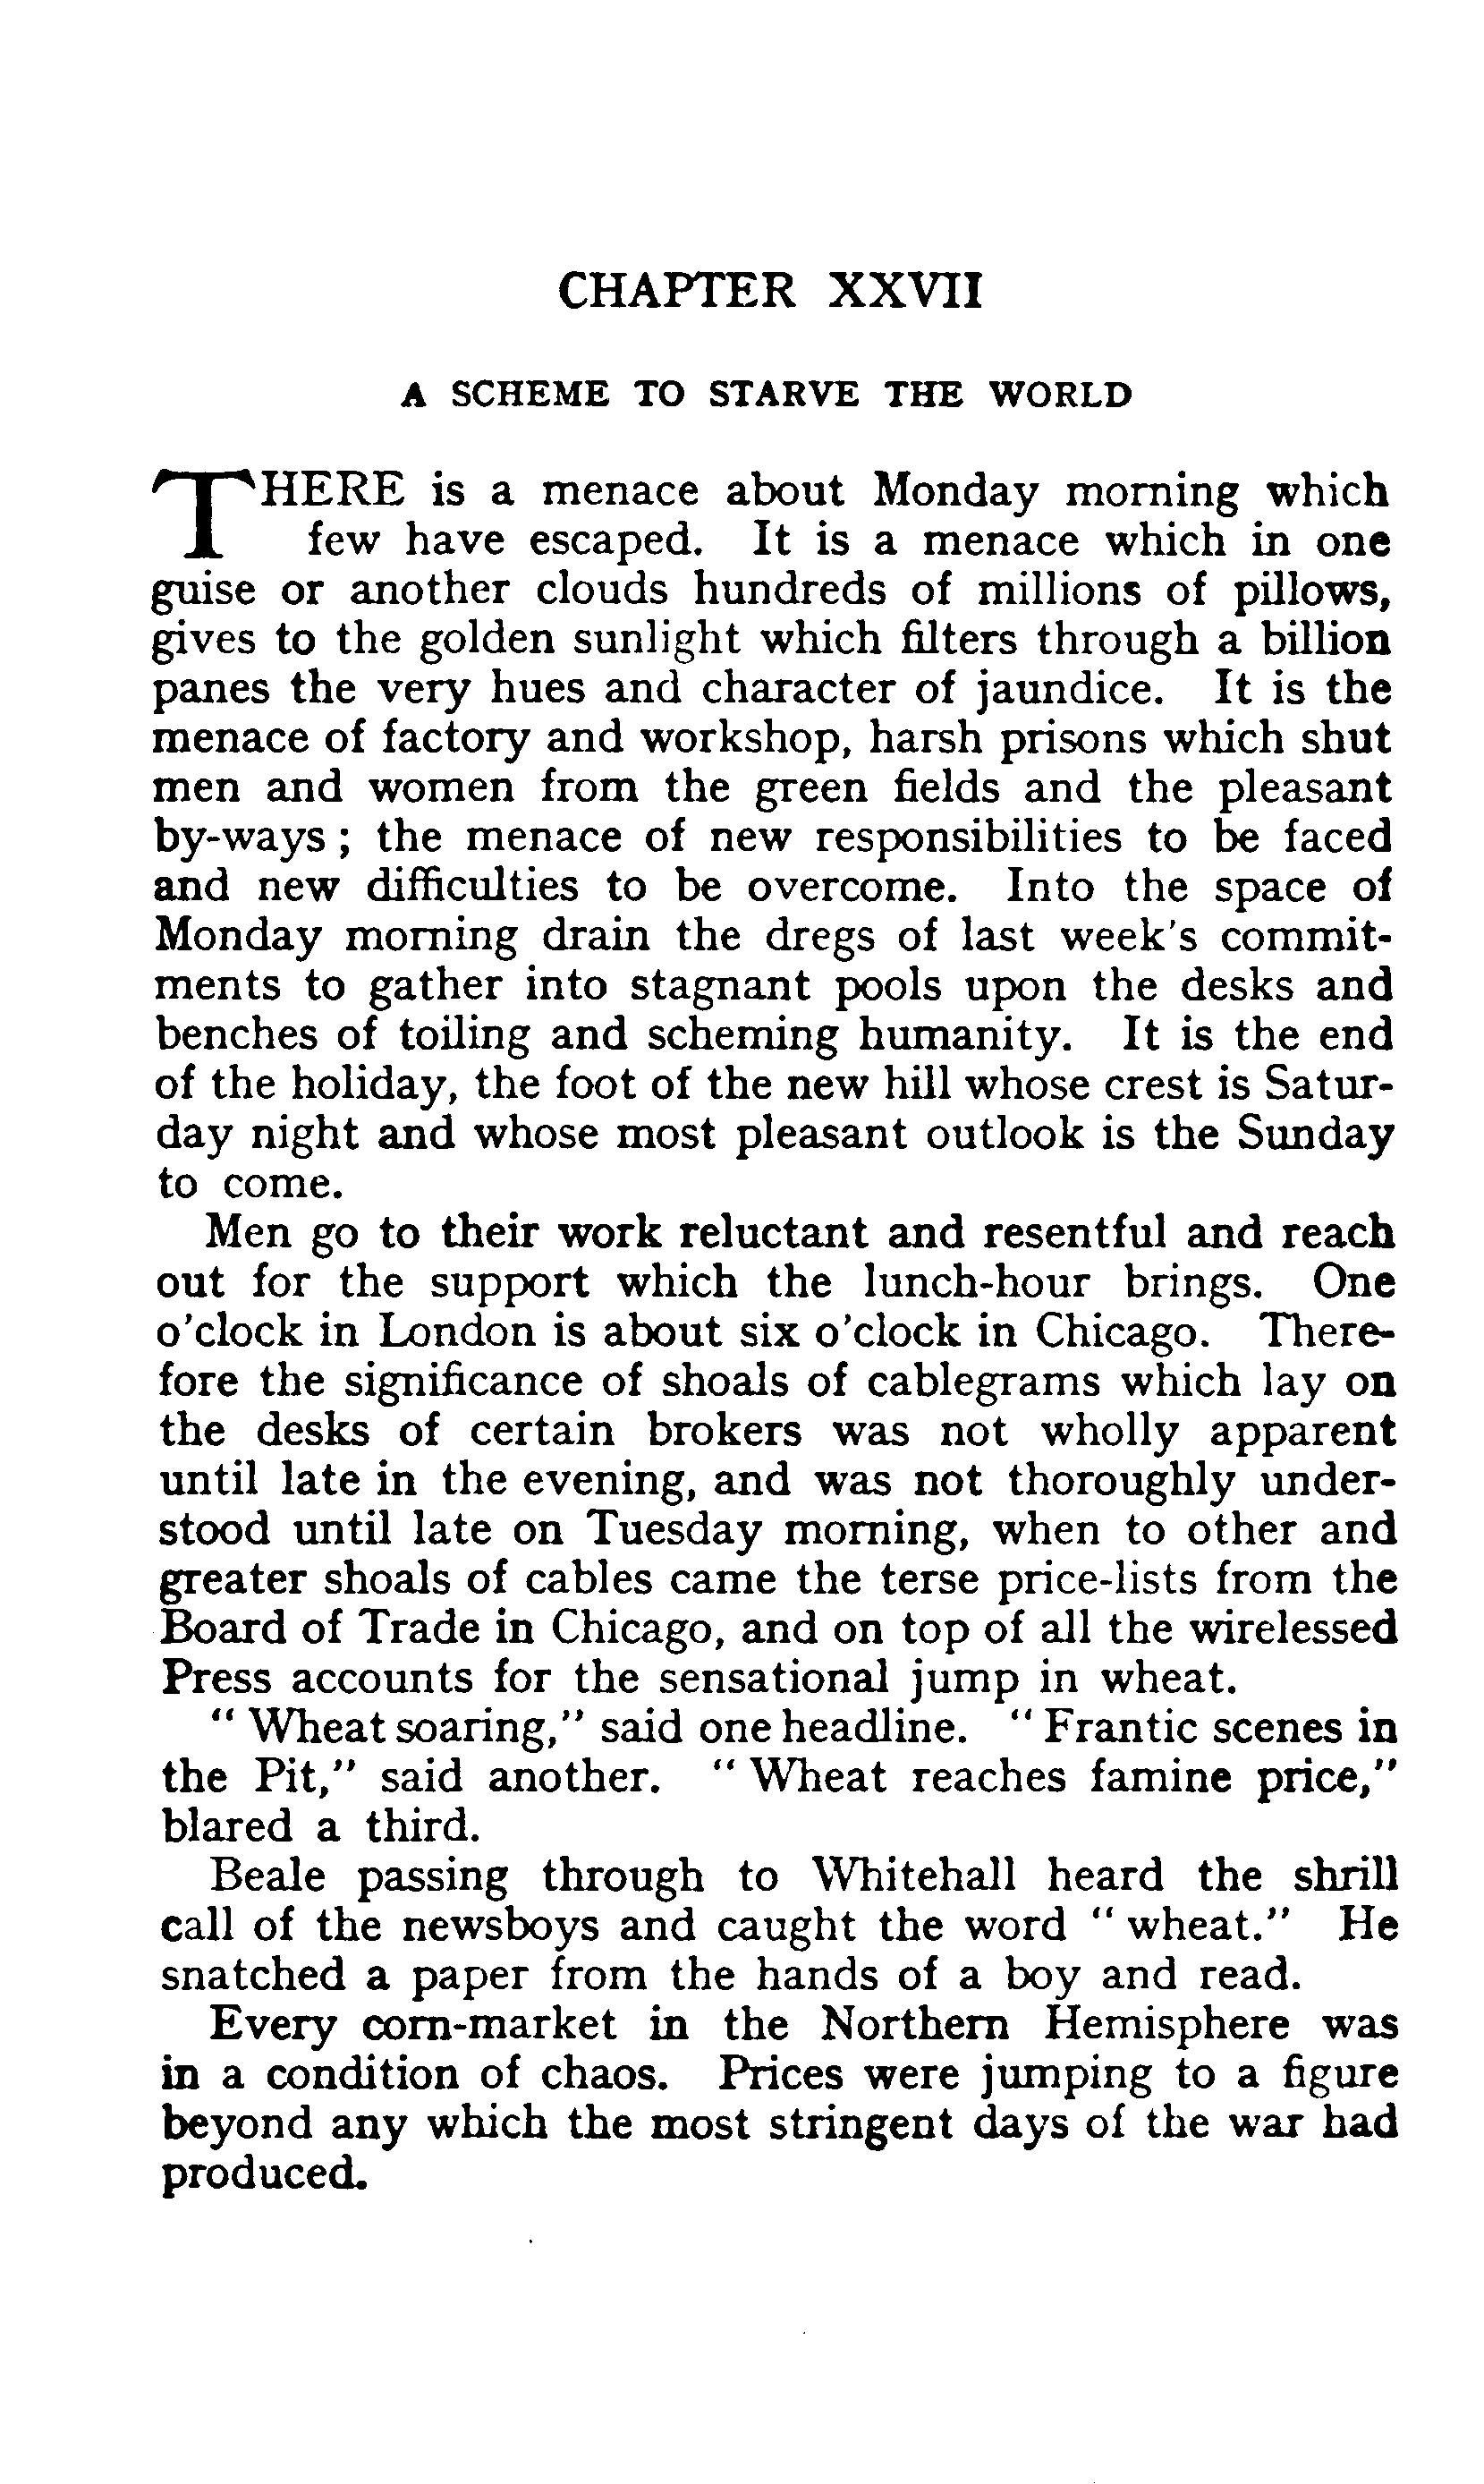 CHAPTER XXVII
A SCHEME TO STARVE THE WORLD
THERE is a menace about Monday morning which
few have escaped. It is a menace which in one
guise or another clouds hundreds of millions of pillows,
gives to the golden sunlight which filters through a billion
panes the very hues and character of jaundice. It is the
menace of factory and workshop, harsh prisons which shut
men and women from the green fields and the pleasant
by-ways ; the menace of new responsibilities to be faced
and new difficulties to be overcome. Into the space of
Monday morning drain the dregs of last week's commit-
ments to gather into stagnant pools upon the desks and
benches of toiling and scheming humanity. It is the end
of the holiday, the foot of the new hill whose crest is Satur-
day night and whose most pleasant outlook is the Sunday
to come.
Men go to their work reluctant and resentful and reach
out for the support which the lunch-hour brings. One
o'clock in London is about six o'clock in Chicago. There-
fore the significance of shoals of cablegrams which lay on
the desks of certain brokers was not wholly apparent
until late in the evening, and was not thoroughly under-
stood until late on Tuesday morning, when to other and
greater shoals of cables came the terse price-lists from the
Board of Trade in Chicago, and on top of all the wirelessed
Press accounts for the sensational jump in wheat.
" Wheat soaring," said one headline. " Frantic scenes in
the Pit," said another. " Wheat reaches famine price,"
blared a third.
Beale passing through to Whitehall heard the shrill
call of the newsboys and caught the word " wheat." He
snatched a paper from the hands of a boy and read.
Every corn-market in the Northern Hemisphere was
in a condition of chaos. Prices were jumping to a figure
beyond any which the most stringent days of the war had
produced.